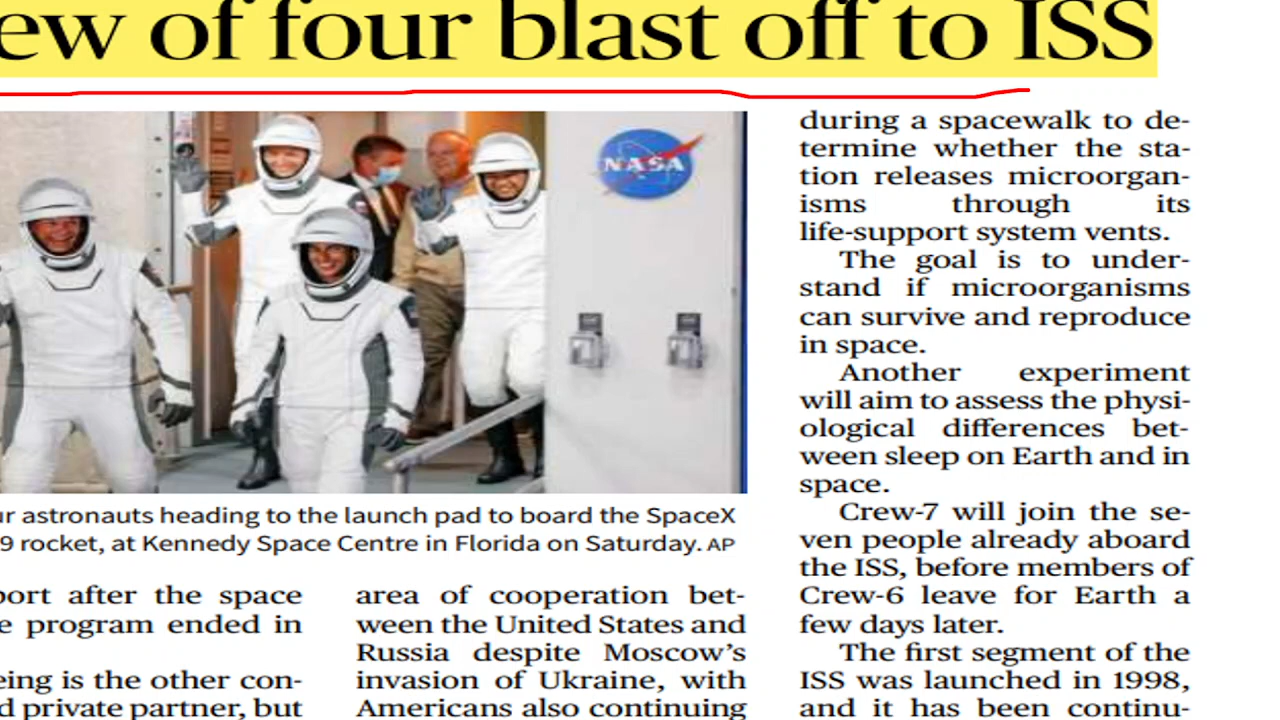 ew of four blast off to ISS
NASA
ur astronauts heading to the launch pad to board the SpaceX
9 rocket, at Kennedy Space Centre in Florida on Saturday. AP
port after the space
e program ended in
eing is the other con-
d private partner, but
area of cooperation bet-
ween the United States and
Russia despite Moscow's
invasion of Ukraine, with
Americans also continuing
during a spacewalk to de-
termine whether the sta-
tion releases microorgan-
isms through its
life-support system vents.
The goal is to under-
stand if microorganisms
can survive and reproduce
in space.
Another experiment
will aim to assess the physi-
ological differences bet-
ween sleep on Earth and in
space.
Crew-7 will join the se-
ven people already aboard
the ISS, before members of
Crew-6 leave for Earth a
few days later.
The first segment of the
ISS was launched in 1998,
and it has been continu-